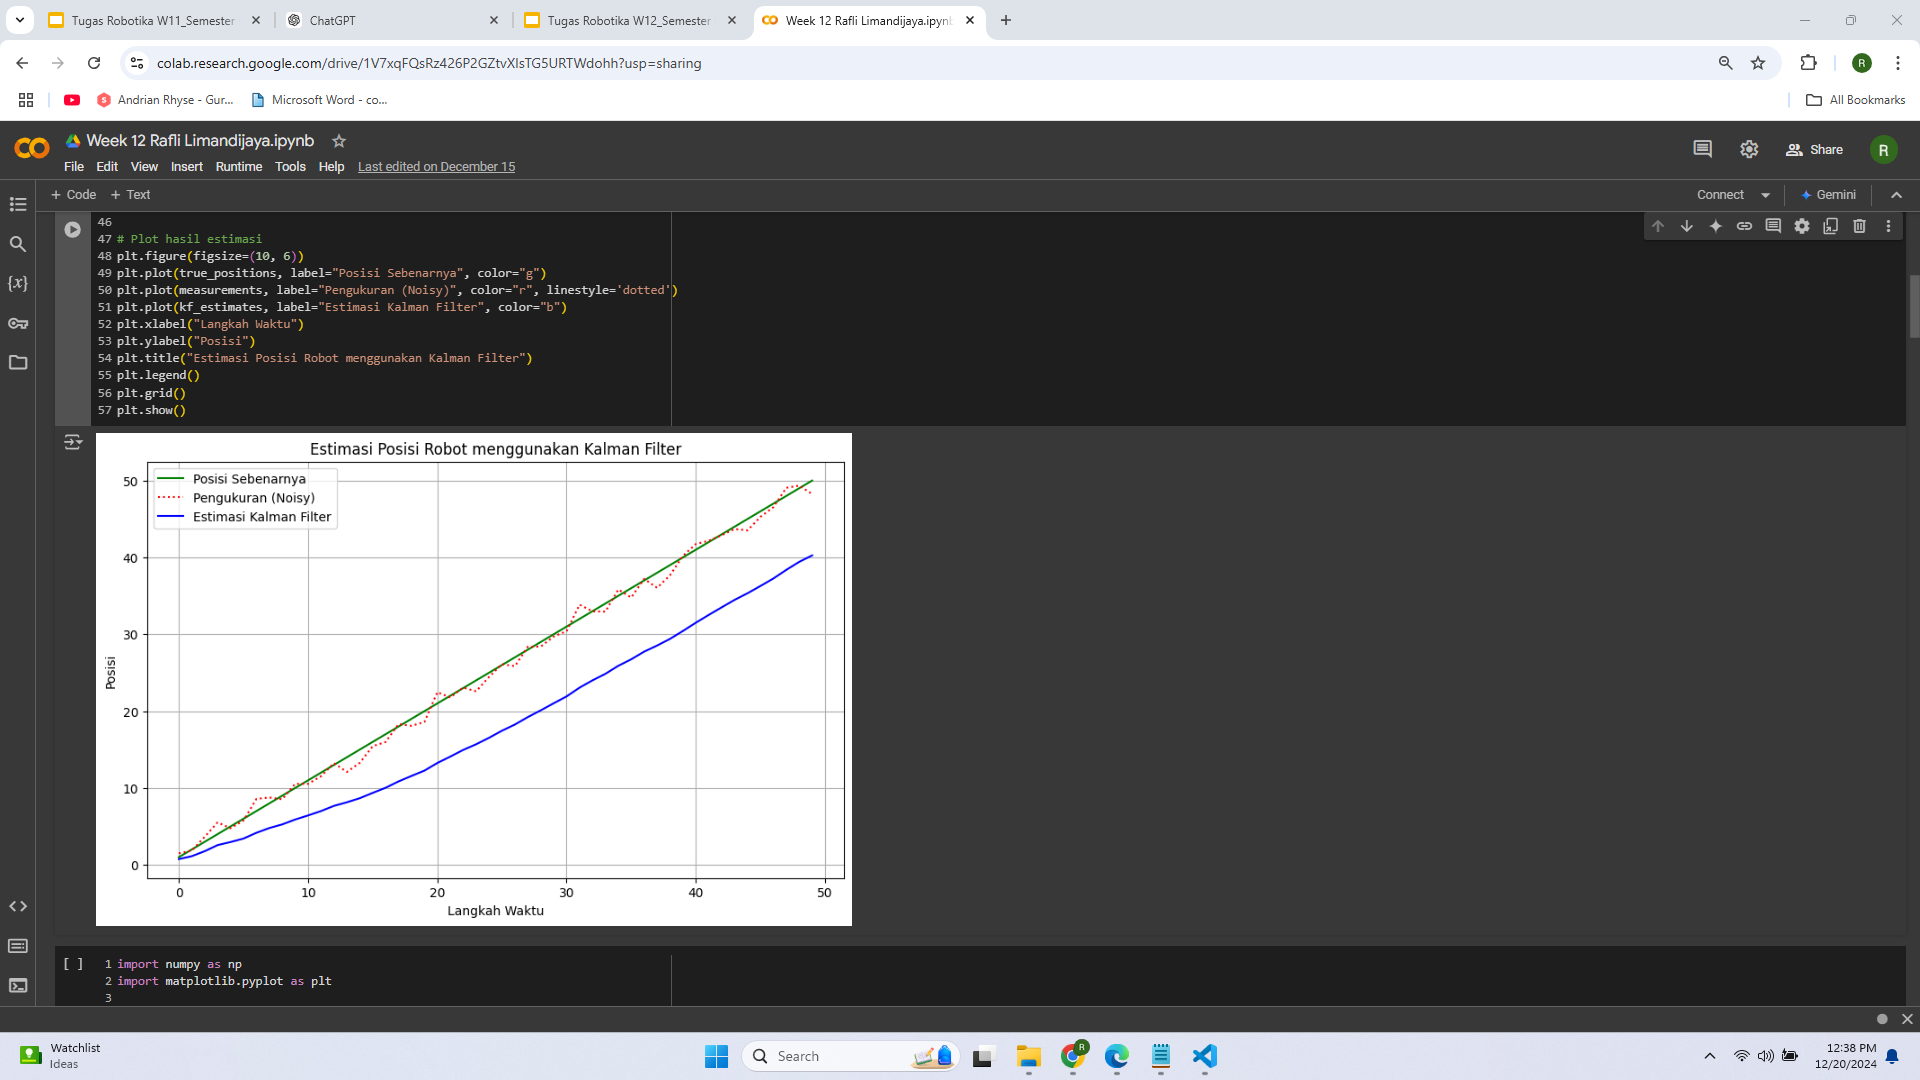 Tugas Robotika W11_Semester
ChatGPT
Tugas Robotika W12_Semester
Week 12 Rafli Limandijaya.ipynb
colab.research.google.com/drive/1V7xqFQsRz426P2GZtvXIsTG5URTWdohh?usp=sharing
R
Andrian Rhyse - Gur...
Microsoft Word - co...
All Bookmarks
Week 12 Rafli Limandijaya.ipynb
File Edit View Insert Runtime Tools Help Last edited on December 15
Share
R
+ Code + Text
Connect
Gemini
46
47 # Plot hasil estimasi
48 plt.figure(figsize=(10, 6))
49 plt.plot(true_positions, label="Posisi Sebenarnya", color="g")
50 plt.plot(measurements, label="Pengukuran (Noisy)", color="r", linestyle='dotted')
51 plt.plot(kf_estimates, label="Estimasi Kalman Filter", color="b")
52 plt.xlabel("Langkah Waktu")
53 plt.ylabel("Posisi")
54 plt.title("Estimasi Posisi Robot menggunakan Kalman Filter")
55 plt.legend()
56 plt.grid()
57 plt.show()
Estimasi Posisi Robot menggunakan Kalman Filter
Posisi Sebenarnya
Pengukuran (Noisy)
Estimasi Kalman Filter
50
40
30
20
10
0
Posisi
0 10 20 30 40 50
Langkah Waktu
[ ] 1 import numpy as np
2 import matplotlib.pyplot as plt
3
Watchlist
Ideas
Search
R
12:38 PM
12/20/2024